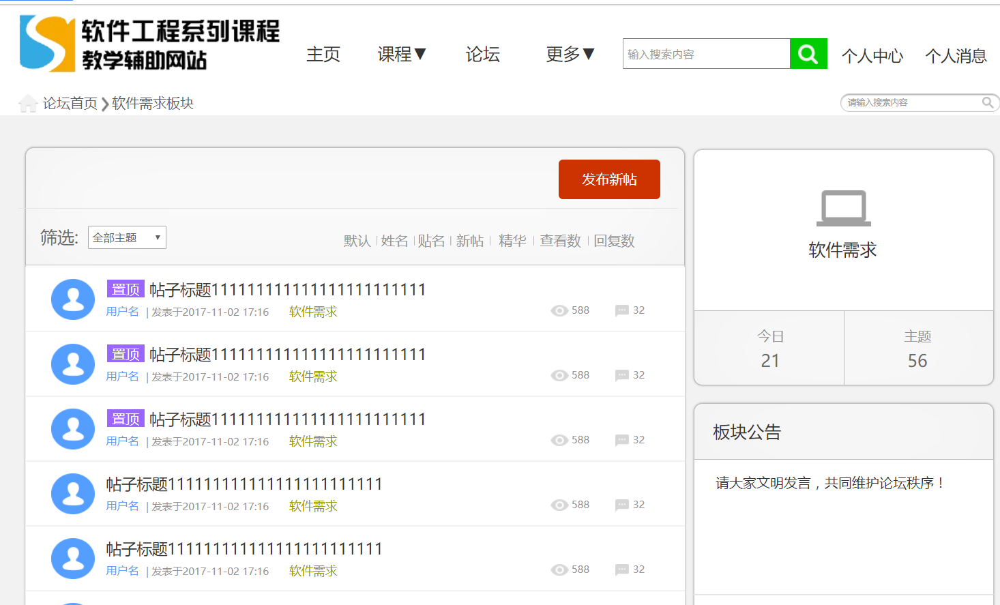 软件工程系列课程
教学辅助网站
主页 课程▼ 论坛 更多▼ 输入搜索内容 个人中心 个人消息
论坛首页 软件需求板块 请输入搜索内容
发布新帖
筛选: 全部主题 默认 姓名 贴名 新帖 精华 查看数 回复数
置顶 帖子标题111111111111111111111111
用户名 | 发表于2017-11-02 17:16 软件需求 588 32
置顶 帖子标题111111111111111111111111
用户名 | 发表于2017-11-02 17:16 软件需求 588 32
置顶 帖子标题111111111111111111111111
用户名 | 发表于2017-11-02 17:16 软件需求 588 32
帖子标题111111111111111111111111
用户名 | 发表于2017-11-02 17:16 软件需求 588 32
帖子标题111111111111111111111111
用户名 | 发表于2017-11-02 17:16 软件需求 588 32
软件需求
今日 主题
21 56
板块公告
请大家文明发言，共同维护论坛秩序！